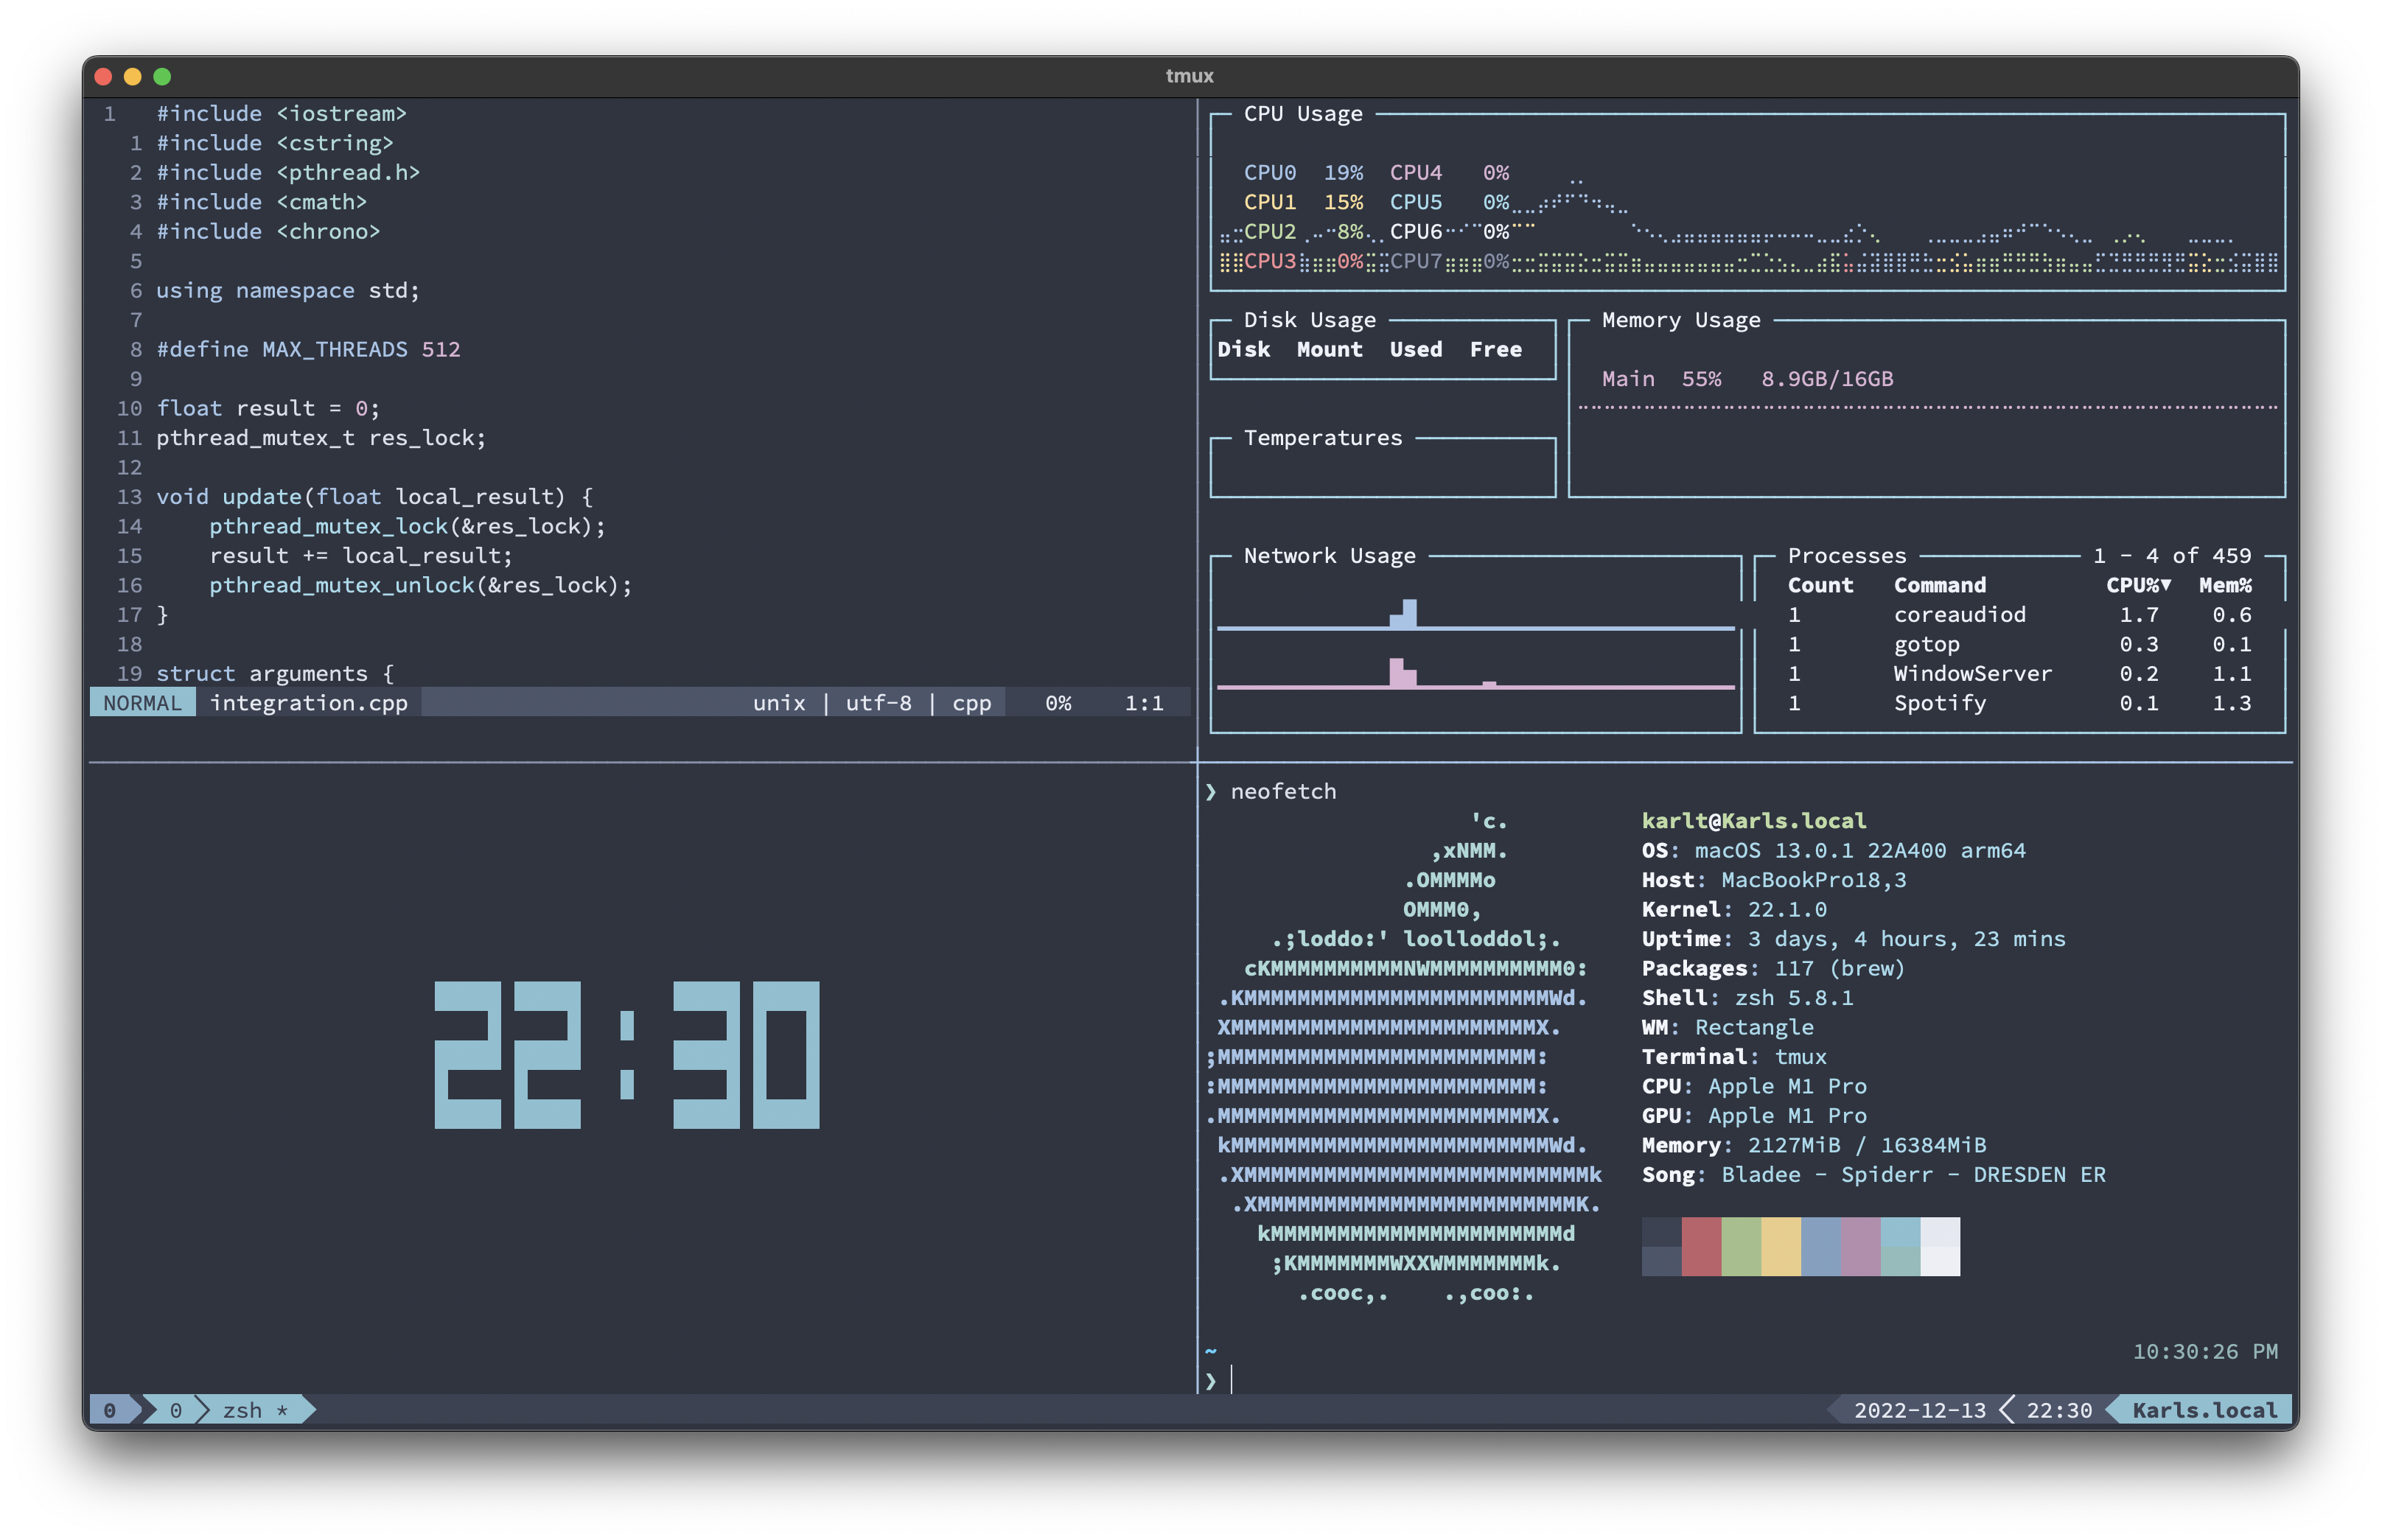 tmux
1   #include <iostream>
  1 #include <cstring>
  2 #include <pthread.h>
  3 #include <cmath>
  4 #include <chrono>
  5
  6 using namespace std;
  7
  8 #define MAX_THREADS 512
  9
 10 float result = 0;
 11 pthread_mutex_t res_lock;
 12
 13 void update(float local_result) {
 14     pthread_mutex_lock(&res_lock);
 15     result += local_result;
 16     pthread_mutex_unlock(&res_lock);
 17 }
 18
 19 struct arguments {
NORMAL integration.cpp unix | utf-8 | cpp 0% 1:1
CPU Usage
CPU0 19% CPU4 0%
CPU1 15% CPU5 0%
CPU2 8% CPU6 0%
CPU3 0% CPU7 0%
Disk Usage
Disk Mount Used Free
Memory Usage
Main 55% 8.9GB/16GB
Temperatures
Network Usage
Processes 1 - 4 of 459
Count Command CPU%▼ Mem%
1 coreaudiod 1.7 0.6
1 gotop 0.3 0.1
1 WindowServer 0.2 1.1
1 Spotify 0.1 1.3
22:30
❯ neofetch
                    'c.
                 ,xNMM.
               .OMMMMo
               OMMM0,
     .;loddo:' loolloddol;.
   cKMMMMMMMMMMNWMMMMMMMMMM0:
 .KMMMMMMMMMMMMMMMMMMMMMMMWd.
 XMMMMMMMMMMMMMMMMMMMMMMMX.
;MMMMMMMMMMMMMMMMMMMMMMMM:
:MMMMMMMMMMMMMMMMMMMMMMMM:
.MMMMMMMMMMMMMMMMMMMMMMMMX.
 kMMMMMMMMMMMMMMMMMMMMMMMMWd.
 .XMMMMMMMMMMMMMMMMMMMMMMMMMMk
  .XMMMMMMMMMMMMMMMMMMMMMMMMK.
    kMMMMMMMMMMMMMMMMMMMMMMd
     ;KMMMMMMMWXXWMMMMMMMk.
       .cooc,.    .,coo:.
karlt@Karls.local
OS: macOS 13.0.1 22A400 arm64
Host: MacBookPro18,3
Kernel: 22.1.0
Uptime: 3 days, 4 hours, 23 mins
Packages: 117 (brew)
Shell: zsh 5.8.1
WM: Rectangle
Terminal: tmux
CPU: Apple M1 Pro
GPU: Apple M1 Pro
Memory: 2127MiB / 16384MiB
Song: Bladee - Spiderr - DRESDEN ER
~ 10:30:26 PM
❯
0 0 zsh * 2022-12-13 22:30 Karls.local